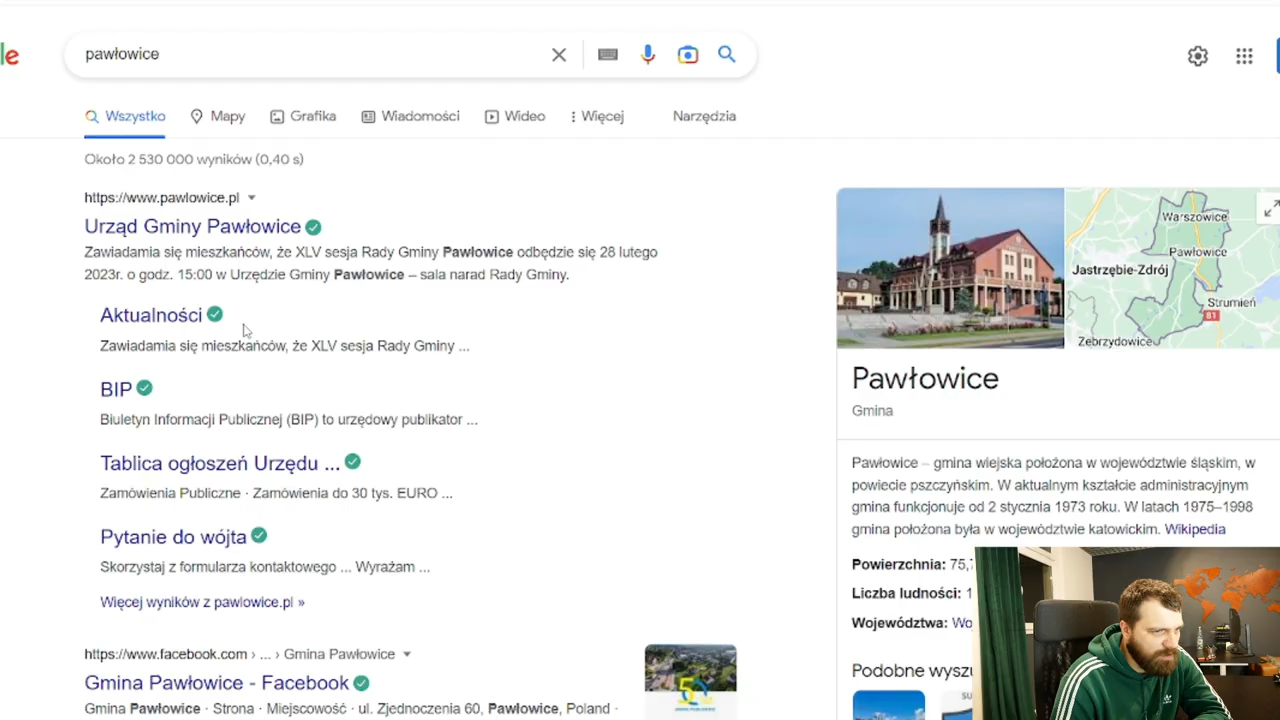 le
pawłowice
Wszystko Mapy Grafika Wiadomości Wideo Więcej Narzędzia
Około 2 530 000 wyników (0,40 s)
https://www.pawlowice.pl
Urząd Gminy Pawłowice
Zawiadamia się mieszkańców, że XLV sesja Rady Gminy Pawłowice odbędzie się 28 lutego
2023r. o godz. 15:00 w Urzędzie Gminy Pawłowice – sala narad Rady Gminy.
Aktualności
Zawiadamia się mieszkańców, że XLV sesja Rady Gminy ...
BIP
Biuletyn Informacji Publicznej (BIP) to urzędowy publikator ...
Tablica ogłoszeń Urzędu ...
Zamówienia Publiczne · Zamówienia do 30 tys. EURO ...
Pytanie do wójta
Skorzystaj z formularza kontaktowego ... Wyrażam ...
Więcej wyników z pawlowice.pl »
https://www.facebook.com › ... › Gmina Pawłowice
Gmina Pawłowice - Facebook
Gmina Pawłowice · Strona · Miejscowość · ul. Zjednoczenia 60, Pawłowice, Poland ·
Warszowice
Pawłowice
Jastrzębie-Zdrój
Strumień
81
Zebrzydowice
Pawłowice
Gmina
Pawłowice – gmina wiejska położona w województwie śląskim, w
powiecie pszczyńskim. W aktualnym kształcie administracyjnym
gmina funkcjonuje od 2 stycznia 1973 roku. W latach 1975–1998
gmina położona była w województwie katowickim. Wikipedia
Powierzchnia: 75,
Liczba ludności: 1
Województwa: Wo
Podobne wysz
SU